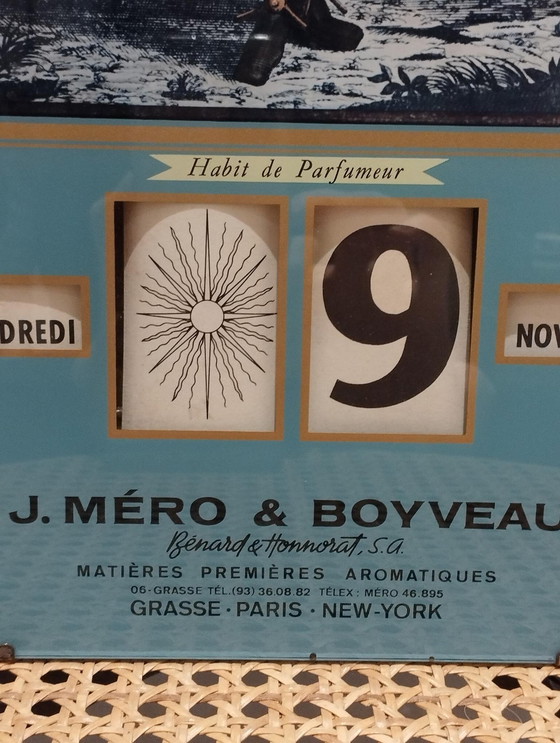 Habit de Parfumeur
DREDI 9 NOV
J. MÉRO & BOYVEAU
Bénard & Honnorat, S.A.
MATIÈRES PREMIÈRES AROMATIQUES
06·GRASSE TÉL.(93) 36.08.82 TÉLEX: MÉRO 46.895
GRASSE·PARIS·NEW-YORK